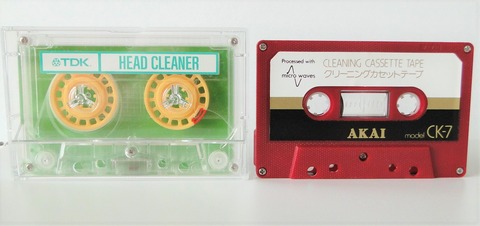 TDK HEAD CLEANER
Processed with
micro waves
CLEANING CASSETTE TAPE
クリーニングカセットテープ
AKAI
model CK-7